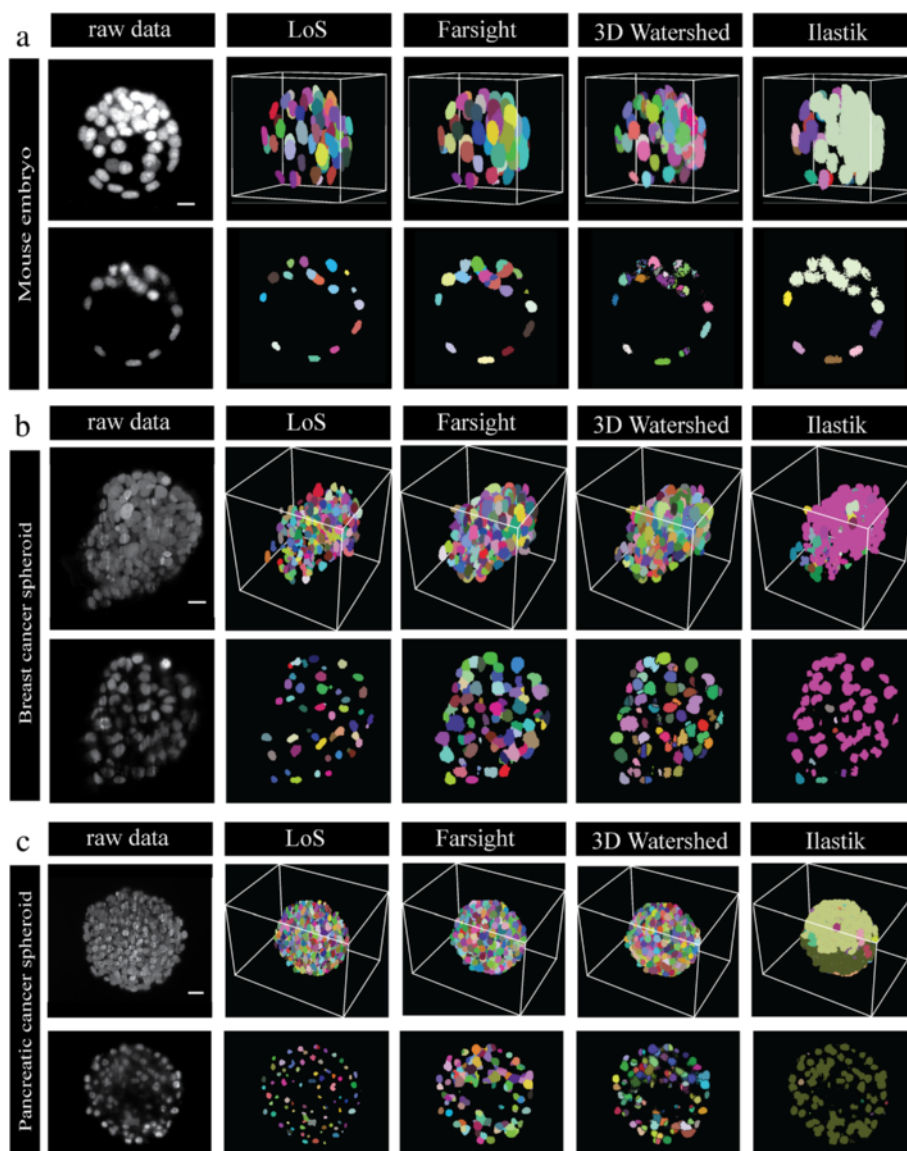 a
raw data LoS Farsight 3D Watershed Ilastik
Mouse embryo
b
raw data LoS Farsight 3D Watershed Ilastik
Breast cancer spheroid
c
raw data LoS Farsight 3D Watershed Ilastik
Pancreatic cancer spheroid